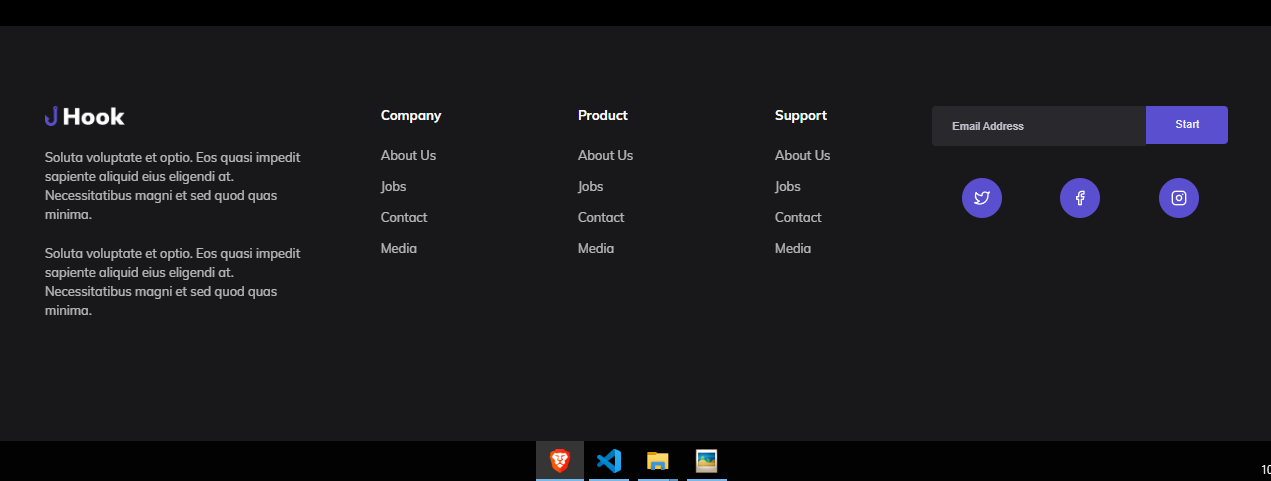 Hook
Soluta voluptate et optio. Eos quasi impedit
sapiente aliquid eius eligendi at.
Necessitatibus magni et sed quod quas
minima.
Soluta voluptate et optio. Eos quasi impedit
sapiente aliquid eius eligendi at.
Necessitatibus magni et sed quod quas
minima.
Company
About Us
Jobs
Contact
Media
Product
About Us
Jobs
Contact
Media
Support
About Us
Jobs
Contact
Media
Email Address
Start